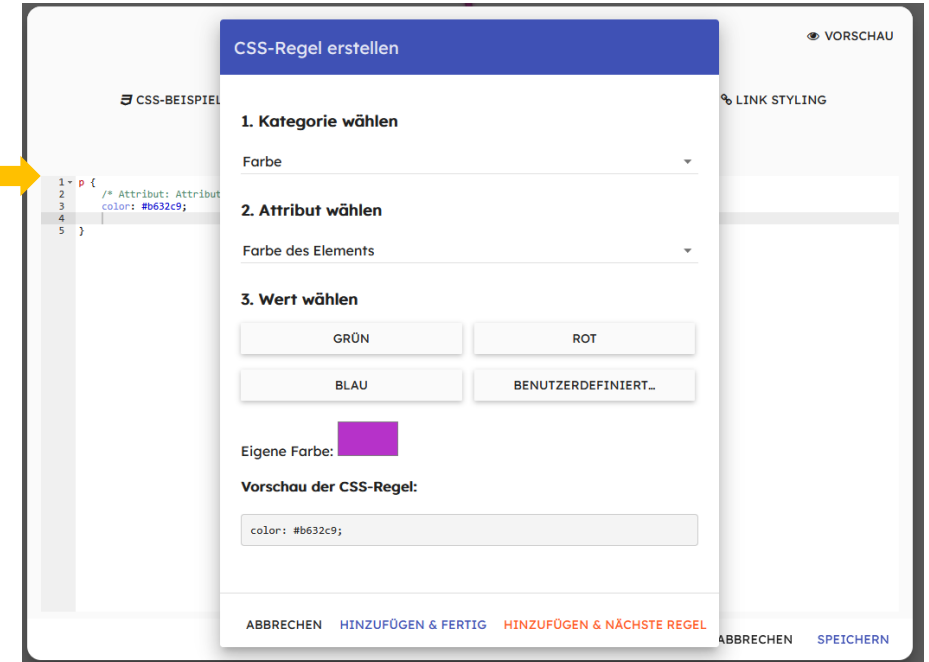 CSS-Regel erstellen
VORSCHAU
CSS-BEISPIEL
LINK STYLING
1. Kategorie wählen
Farbe
1 p {
2 /* Attribut: Attribut
3 color: #b632c9;
4
5 }
2. Attribut wählen
Farbe des Elements
3. Wert wählen
GRÜN ROT
BLAU BENUTZERDEFINIERT…
Eigene Farbe:
Vorschau der CSS-Regel:
color: #b632c9;
ABBRECHEN HINZUFÜGEN & FERTIG HINZUFÜGEN & NÄCHSTE REGEL
ABBRECHEN SPEICHERN